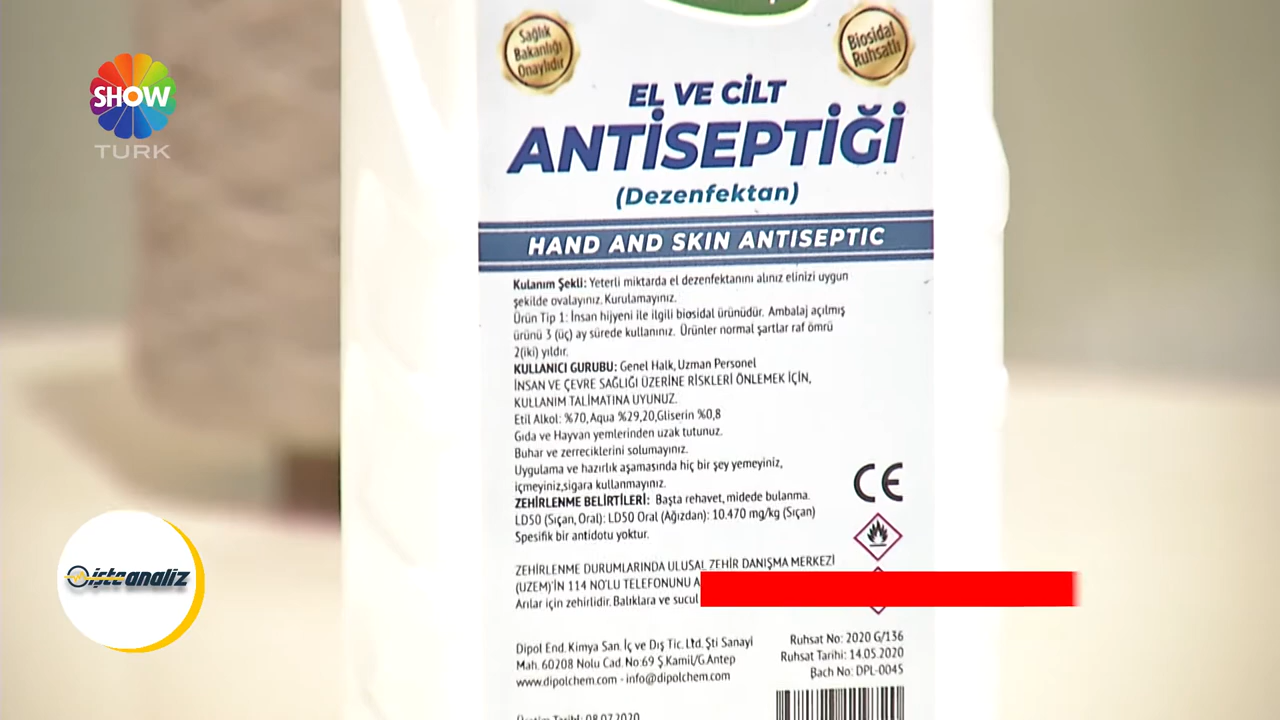 Sağlık
Bakanlığı
Onaylıdır
Biosidal
Ruhsatlı
SHOW
TURK
EL VE CİLT
ANTİSEPTİĞİ
(Dezenfektan)
HAND AND SKIN ANTISEPTIC
Kulanım Şekli: Yeterli miktarda el dezenfektanını alınız elinizi uygun
şekilde ovalayınız. Kurulamayınız.
Ürün Tip 1: İnsan hijyeni ile ilgili biosidal ürünüdür. Ambalaj açılmış
ürünü 3 (üç) ay sürede kullanınız. Ürünler normal şartlar raf ömrü
2(iki) yıldır.
KULLANICI GURUBU: Genel Halk, Uzman Personel
İNSAN VE ÇEVRE SAĞLIĞI ÜZERİNE RİSKLERİ ÖNLEMEK İÇİN,
KULLANIM TALİMATINA UYUNUZ.
Etil Alkol: %70, Aqua %29,20,Gliserin %0,8
Gıda ve Hayvan yemlerinden uzak tutunuz.
Buhar ve zerreciklerini solumayınız.
Uygulama ve hazırlık aşamasında hiç bir şey yemeyiniz,
içmeyiniz,sigara kullanmayınız.
ZEHİRLENME BELİRTİLERİ: Başta rehavet, midede bulanma.
LD50 (Sıçan, Oral): LD50 Oral (Ağızdan): 10.470 mg/kg (Sıçan)
Spesifik bir antidotu yoktur.
CE
ZEHİRLENME DURUMLARINDA ULUSAL ZEHİR DANIŞMA MERKEZİ
(UZEM)'İN 114 NO'LU TELEFONUNU A
Arılar için zehirlidir. Balıklara ve sucul
işte analiz
Dipol End. Kimya San. İç ve Dış Tic. Ltd. Şti Sanayi
Mah. 60208 Nolu Cad. No:69 Ş.Kamil/G.Antep
www.dipolchem.com - info@dipolchem.com
Ruhsat No: 2020 G/136
Ruhsat Tarihi: 14.05.2020
Bach No: DPL-0045
Üretim Tarihi: 08.07.2020